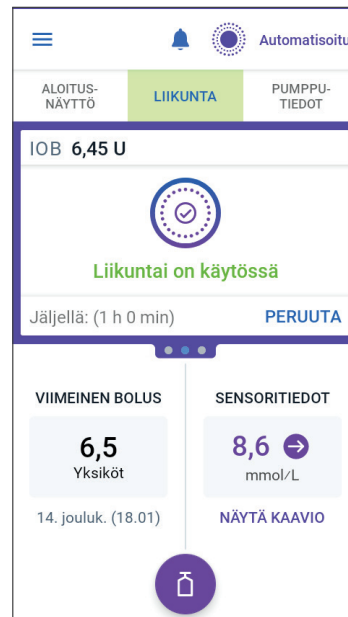 Automatisoitu
ALOITUS-
NÄYTTÖ
LIIKUNTA
PUMPPU-
TIEDOT
IOB 6,45 U
Liikuntai on käytössä
Jäljellä: (1 h 0 min)
PERUUTA
VIIMEINEN BOLUS
6,5
Yksiköt
14. jouluk. (18.01)
SENSORITIEDOT
8,6
mmol/L
NÄYTÄ KAAVIO